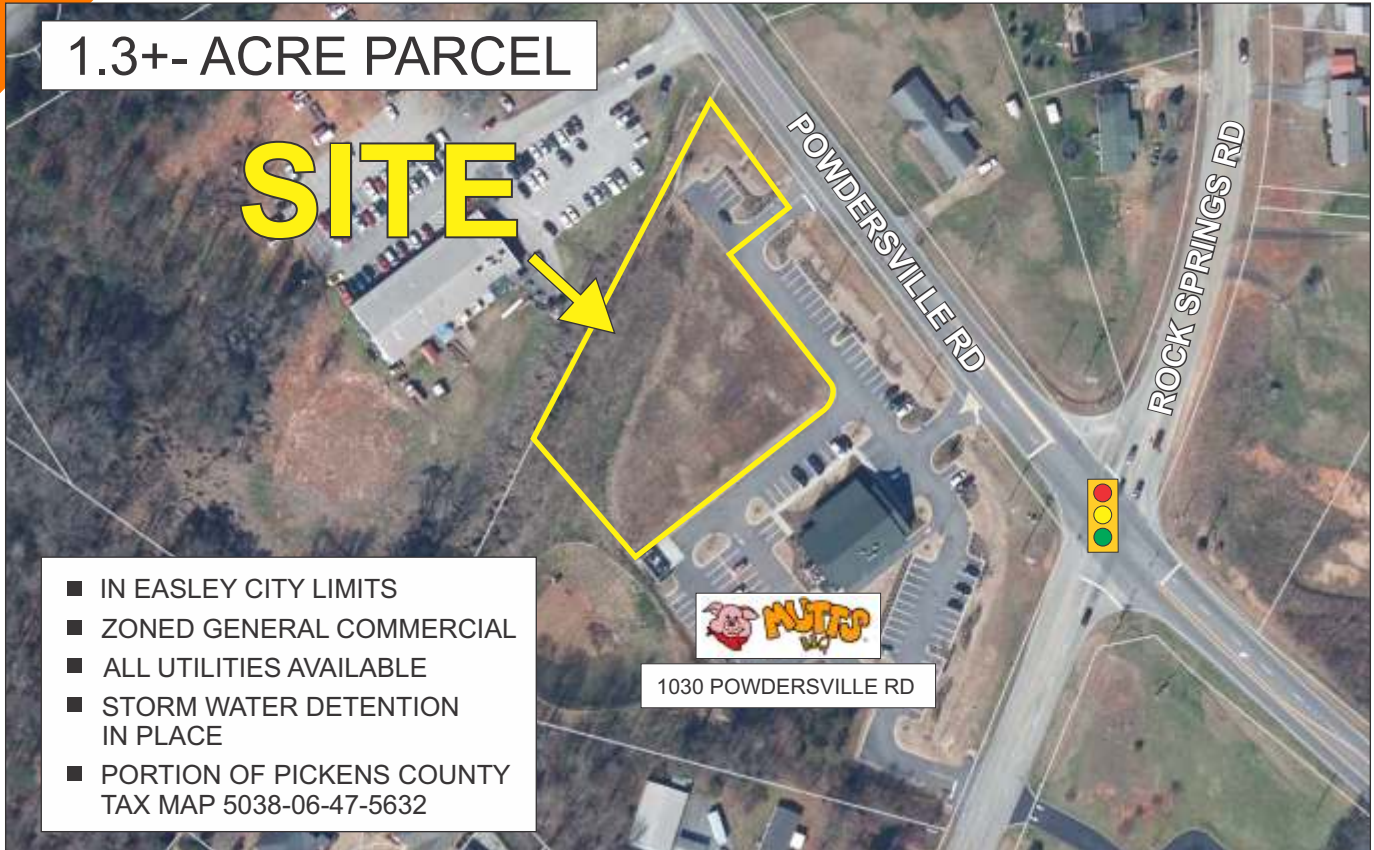 1.3+- ACRE PARCEL
SITE
POWDERSVILLE RD
ROCK SPRINGS RD
■ IN EASLEY CITY LIMITS
■ ZONED GENERAL COMMERCIAL
■ ALL UTILITIES AVAILABLE
■ STORM WATER DETENTION
IN PLACE
■ PORTION OF PICKENS COUNTY
TAX MAP 5038-06-47-5632
MUTTS
BBQ
1030 POWDERSVILLE RD